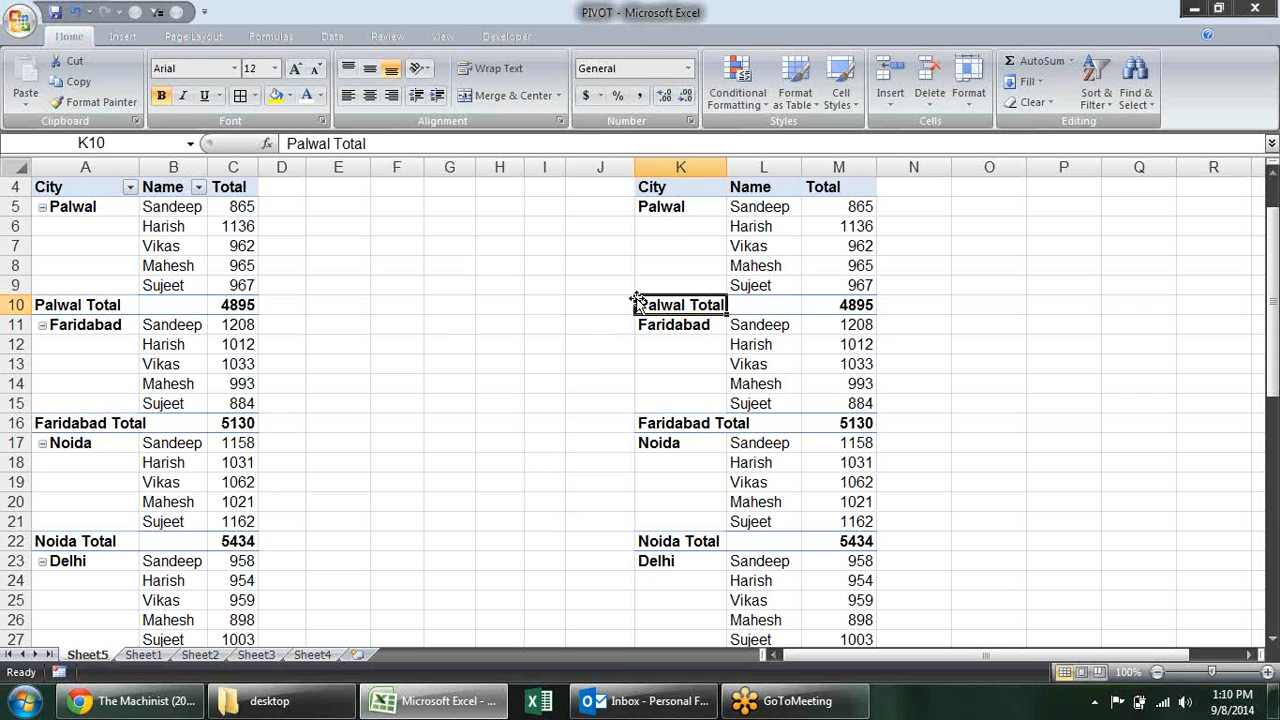 PIVOT - Microsoft Excel
Home Insert Page Layout Formulas Data Review View Developer
Paste Cut Arial 12 Wrap Text General Conditional Formatting Format as Table Cell Styles Insert Delete Format AutoSum Sort & Filter Find & Select
Copy Fill
Format Painter B I U Merge & Center $ % , Clear
Clipboard Font Alignment Number Styles Cells Editing
K10 fx Palwal Total
A B C D E F G H I J K L M N O P Q R
4 City Name Total City Name Total
5 Palwal Sandeep 865 Palwal Sandeep 865
6 Harish 1136 Harish 1136
7 Vikas 962 Vikas 962
8 Mahesh 965 Mahesh 965
9 Sujeet 967 Sujeet 967
10 Palwal Total 4895 Palwal Total 4895
11 Faridabad Sandeep 1208 Faridabad Sandeep 1208
12 Harish 1012 Harish 1012
13 Vikas 1033 Vikas 1033
14 Mahesh 993 Mahesh 993
15 Sujeet 884 Sujeet 884
16 Faridabad Total 5130 Faridabad Total 5130
17 Noida Sandeep 1158 Noida Sandeep 1158
18 Harish 1031 Harish 1031
19 Vikas 1062 Vikas 1062
20 Mahesh 1021 Mahesh 1021
21 Sujeet 1162 Sujeet 1162
22 Noida Total 5434 Noida Total 5434
23 Delhi Sandeep 958 Delhi Sandeep 958
24 Harish 954 Harish 954
25 Vikas 959 Vikas 959
26 Mahesh 898 Mahesh 898
27 Sujeet 1003 Sujeet 1003
Sheet5 Sheet1 Sheet2 Sheet3 Sheet4
Ready 100%
The Machinist (20... desktop Microsoft Excel - ... Inbox - Personal F... GoToMeeting 1:10 PM
9/8/2014